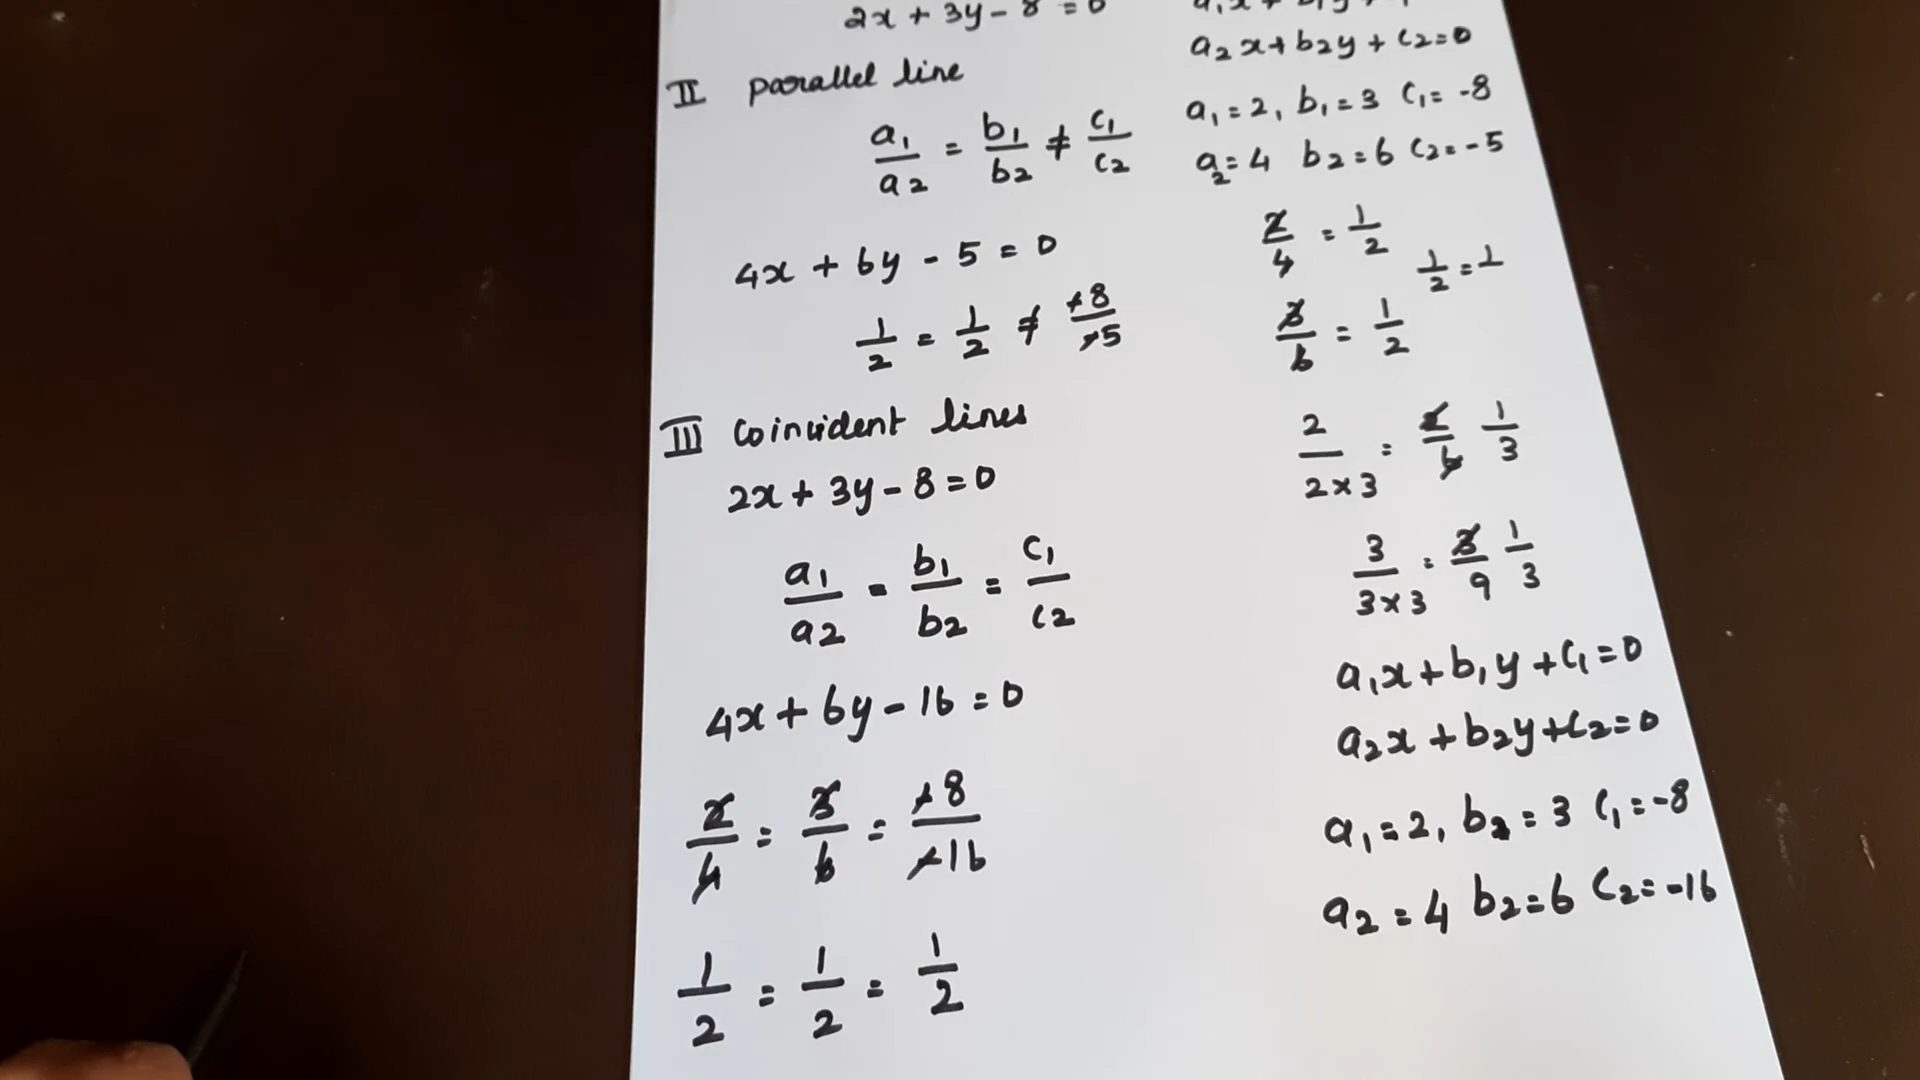 2x + 3y - 8 = 0
II parallel line
a1/a2 = b1/b2 ≠ c1/c2
4x + 6y - 5 = 0
1/2 = 1/2 ≠ -8/-5
III Coincident lines
2x + 3y - 8 = 0
a1/a2 = b1/b2 = c1/c2
4x + 6y - 16 = 0
2/4 = 3/6 = -8/-16
1/2 = 1/2 = 1/2
a2x + b2y + c2 = 0
a1 = 2, b1 = 3 c1 = -8
a2 = 4 b2 = 6 c2 = -5
2/4 = 1/2
1/2 = 1
3/6 = 1/2
2/2×3 = 2/6 1/3
3/3×3 = 3/9 1/3
a1x + b1y + c1 = 0
a2x + b2y + c2 = 0
a1 = 2, b2 = 3 c1 = -8
a2 = 4 b2 = 6 c2 = -16